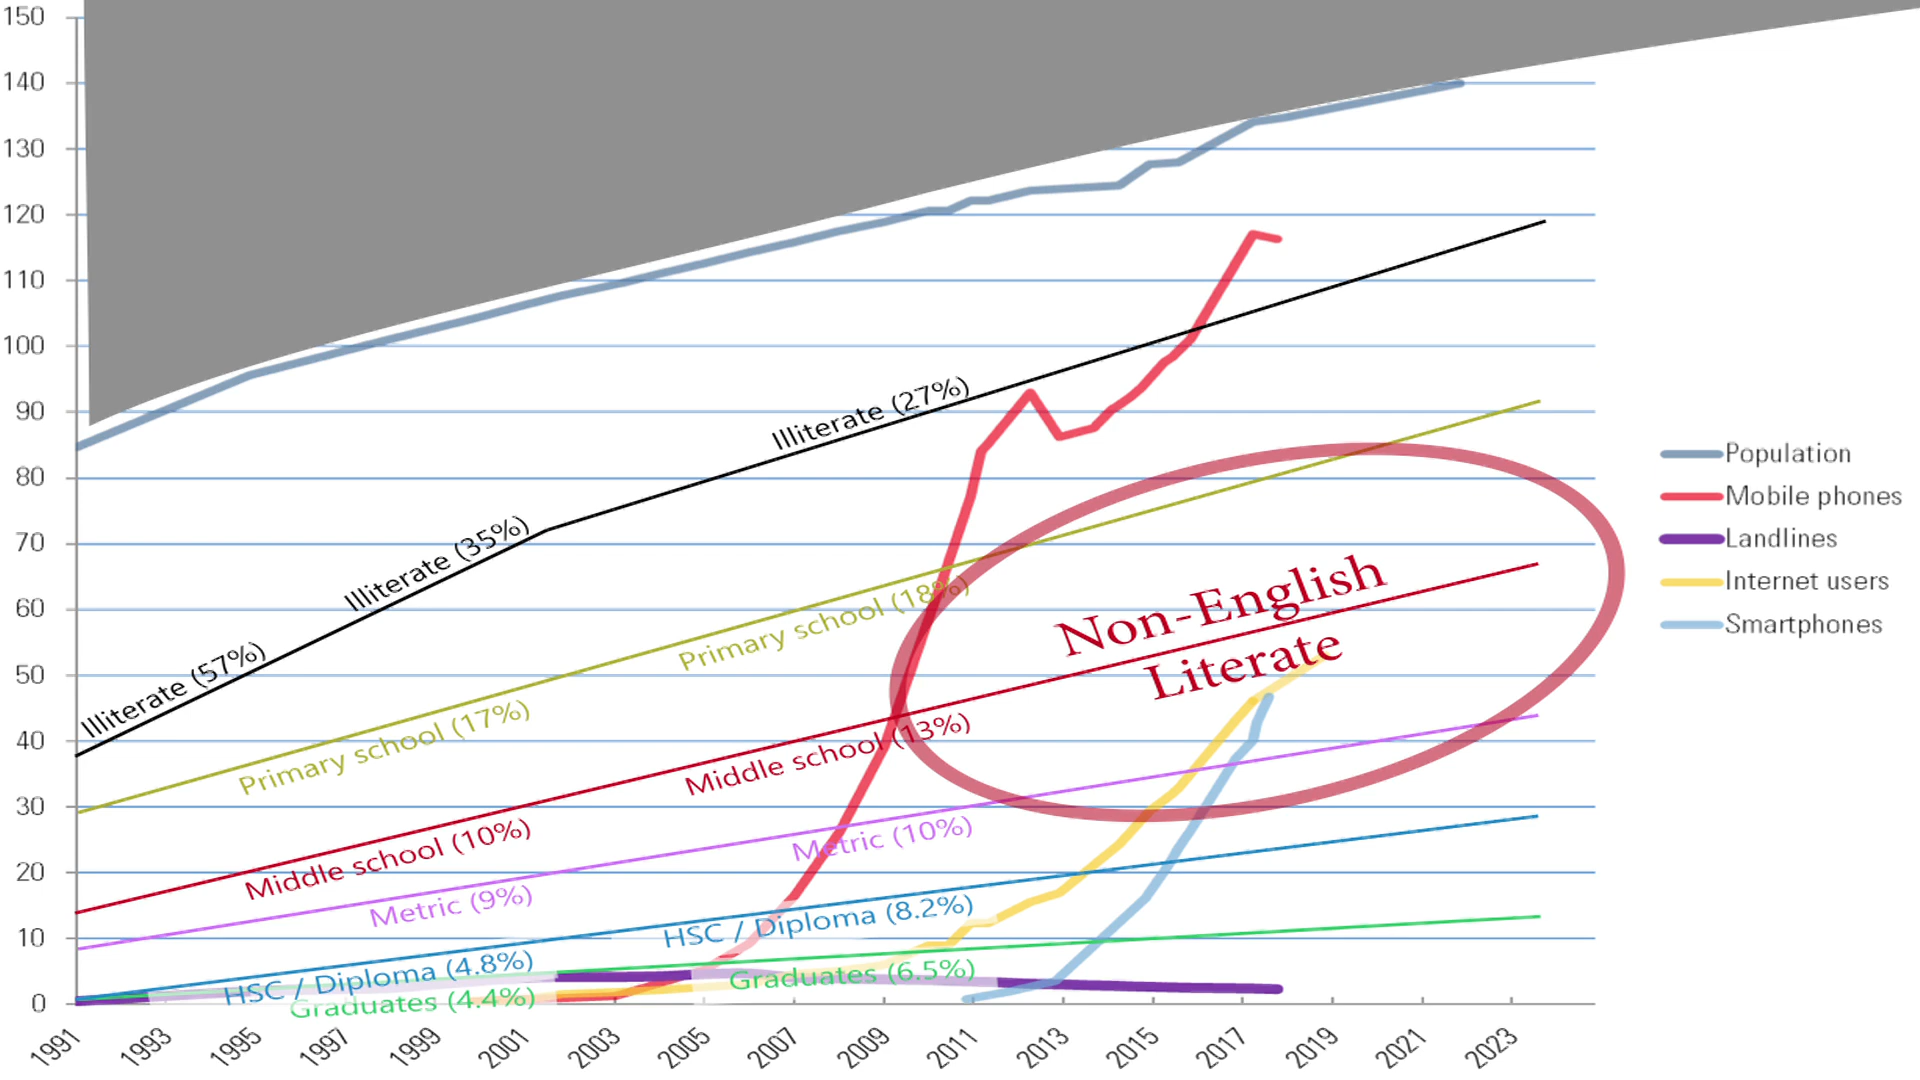 150
140
130
120
110
100
90
80
70
60
50
40
30
20
10
0
Illiterate (57%)
Illiterate (35%)
Illiterate (27%)
Primary school (17%)
Primary school (18%)
Middle school (10%)
Middle school (13%)
Metric (9%)
Metric (10%)
HSC / Diploma (4.8%)
HSC / Diploma (8.2%)
Graduates (4.4%)
Graduates (6.5%)
Non-English
Literate
Population
Mobile phones
Landlines
Internet users
Smartphones
1991 1993 1995 1997 1999 2001 2003 2005 2007 2009 2011 2013 2015 2017 2019 2021 2023